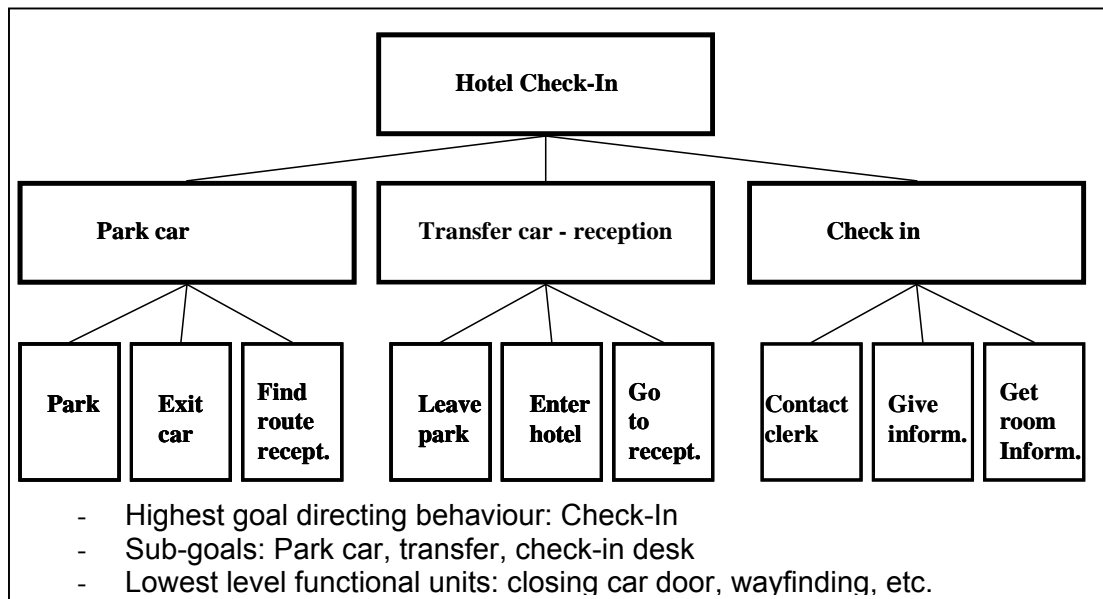 Hotel Check-In
Park car
Transfer car - reception
Check in
Park
Exit
car
Find
route
recept.
Leave
park
Enter
hotel
Go
to
recept.
Contact
clerk
Give
inform.
Get
room
Inform.
- Highest goal directing behaviour: Check-In
- Sub-goals: Park car, transfer, check-in desk
- Lowest level functional units: closing car door, wayfinding, etc.